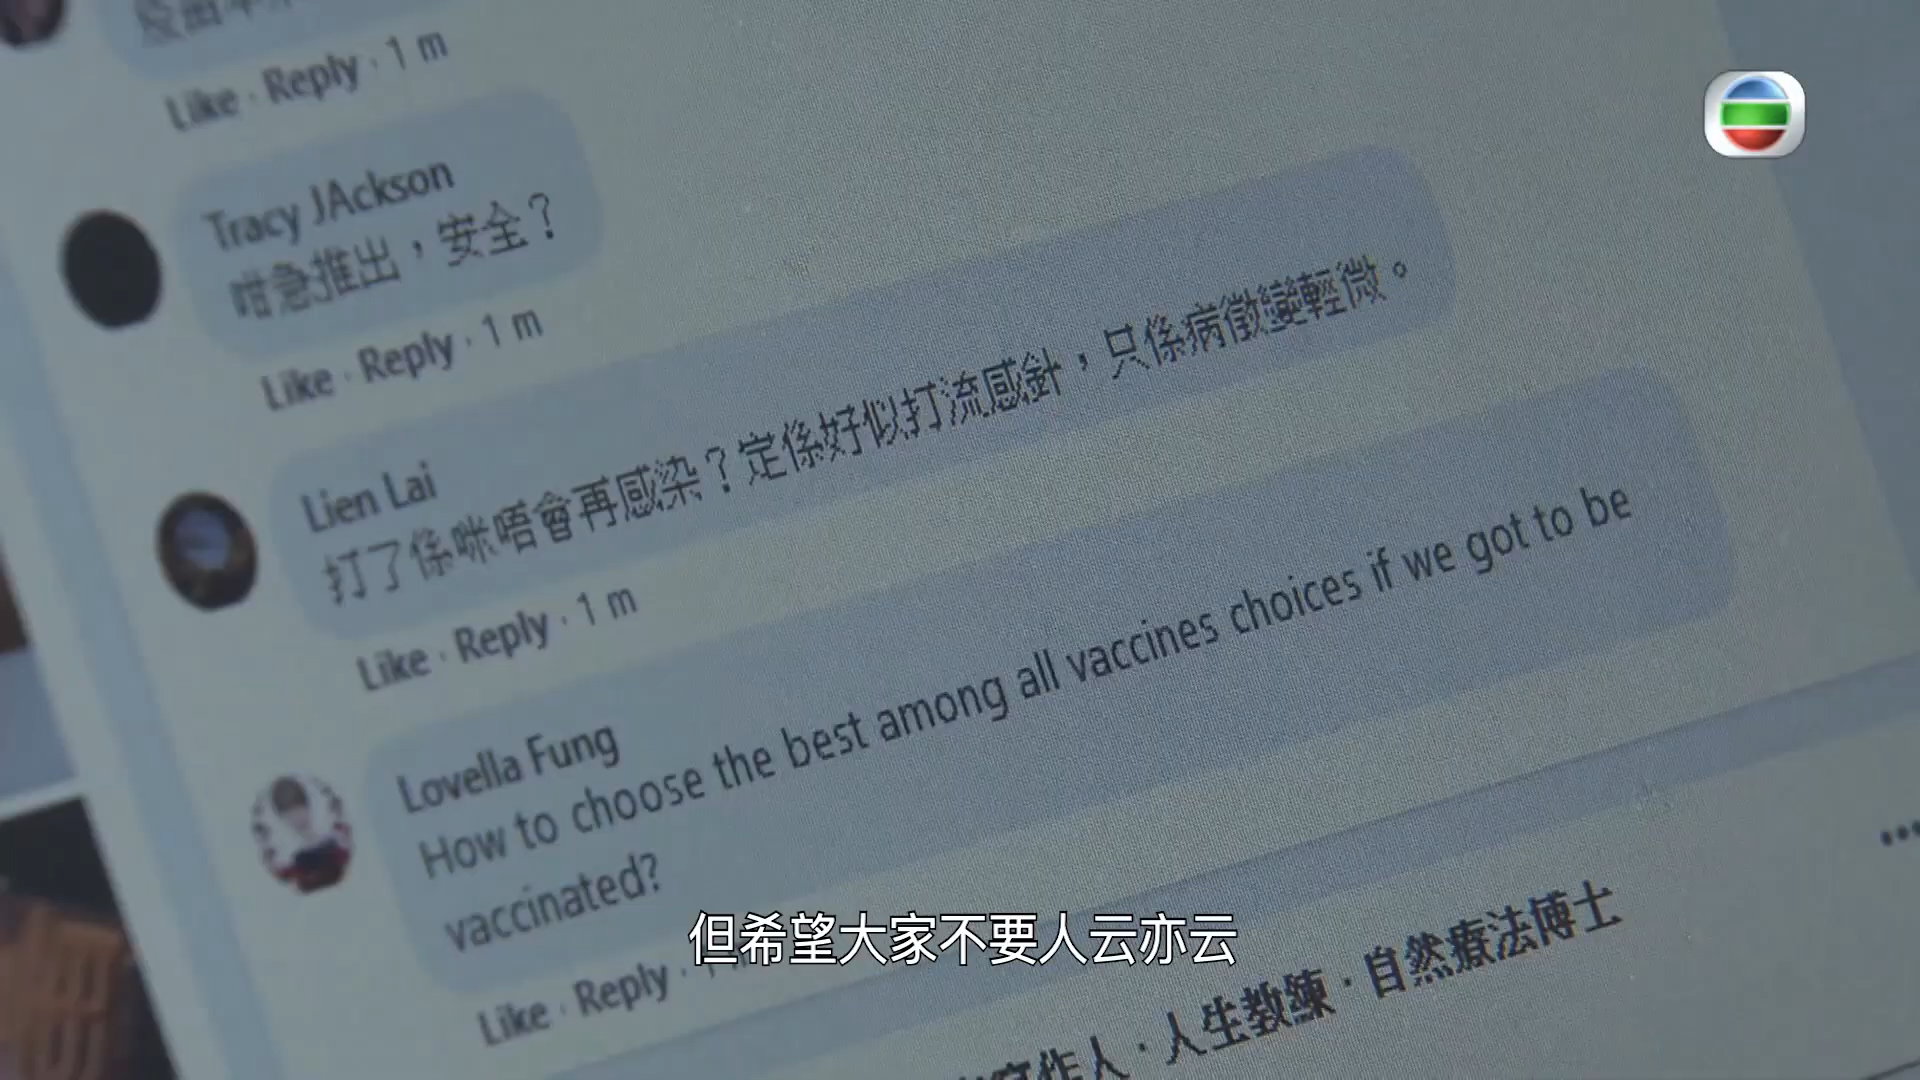 Like · Reply · 1 m
Tracy JAckson
咁急推出，安全？
Like · Reply · 1 m
Lien Lai
打了係咪唔會再感染？定係好似打流感針，只係病徵變輕微。
Like · Reply · 1 m
Lovella Fung
How to choose the best among all vaccines choices if we got to be
vaccinated?
Like · Reply ·
但希望大家不要人云亦云
寫作人 · 人生教練 · 自然療法博士